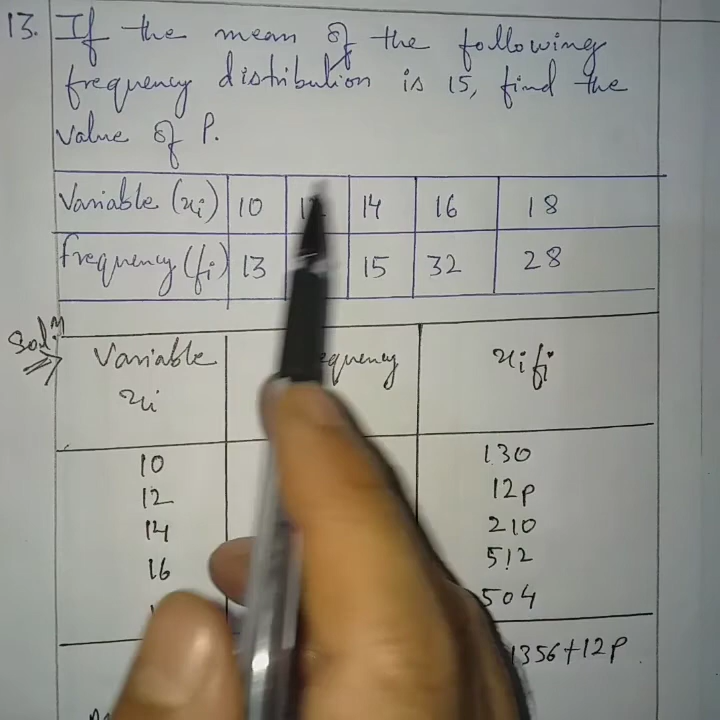 13. If the mean of the following
frequency distribution is 15, find the
value of P.
Variable (xi) 10 14 16 18
frequency (fi) 13 15 32 28
Solⁿ
Variable xifi
xi
10 130
12 12p
14 210
16 512
504
1356+12p